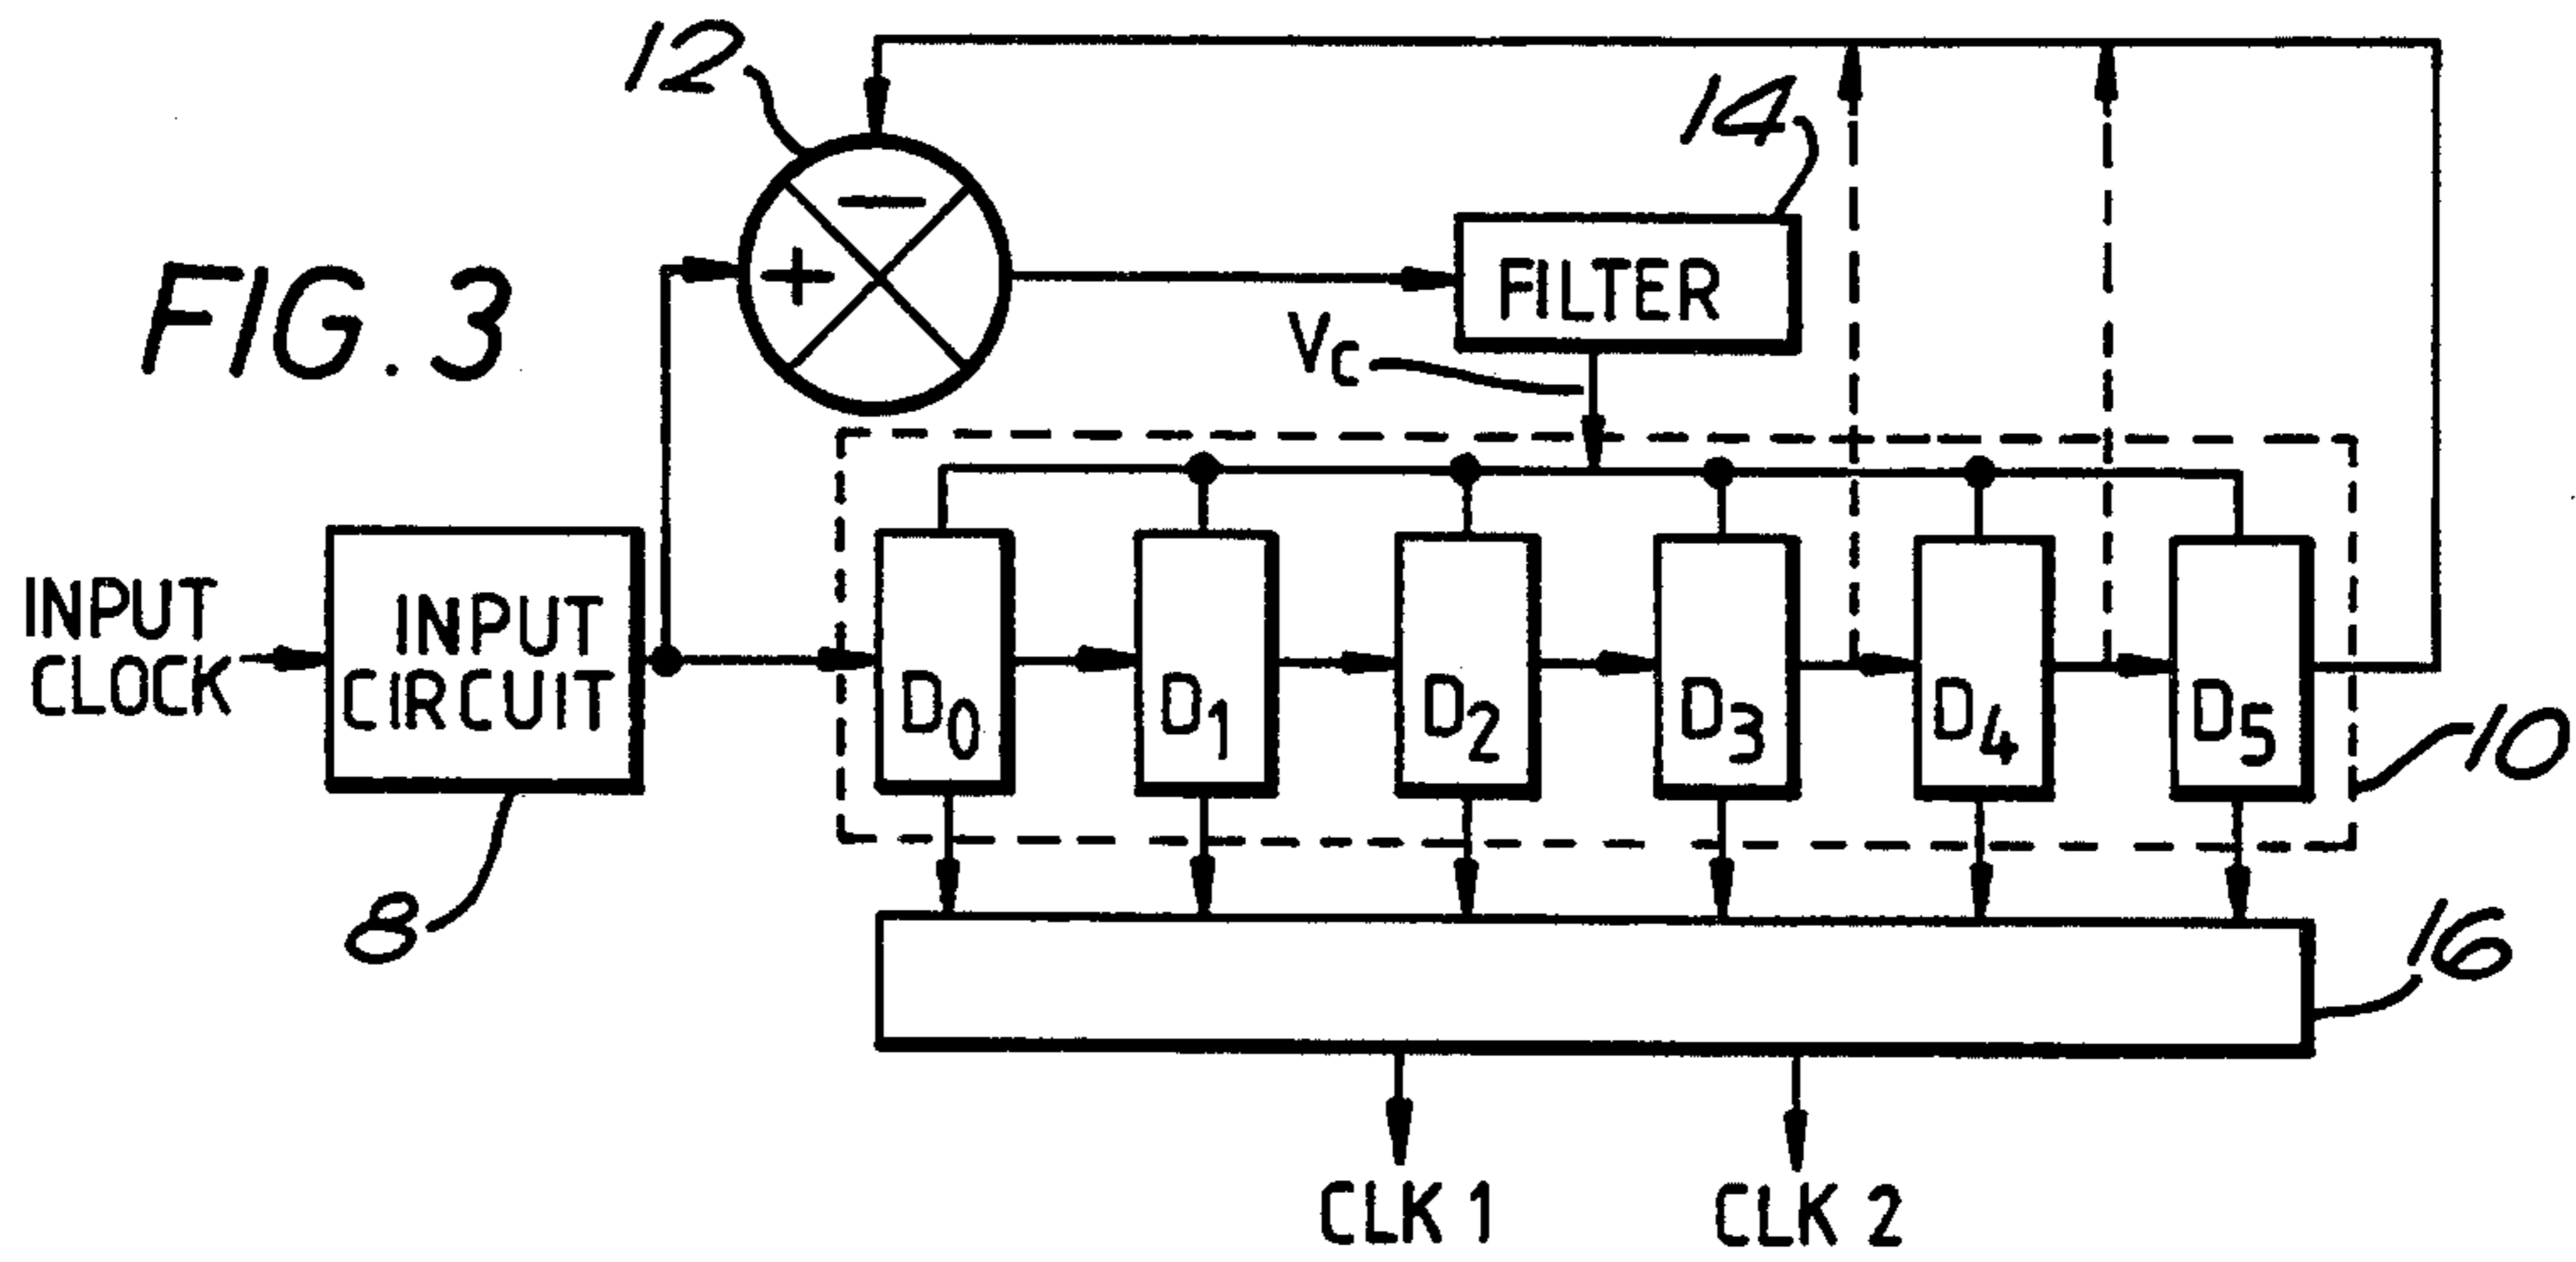 12
14
FIG. 3
+
−
FILTER
VC
INPUT
CLOCK
INPUT
CIRCUIT
D0
D1
D2
D3
D4
D5
10
8
16
CLK 1
CLK 2